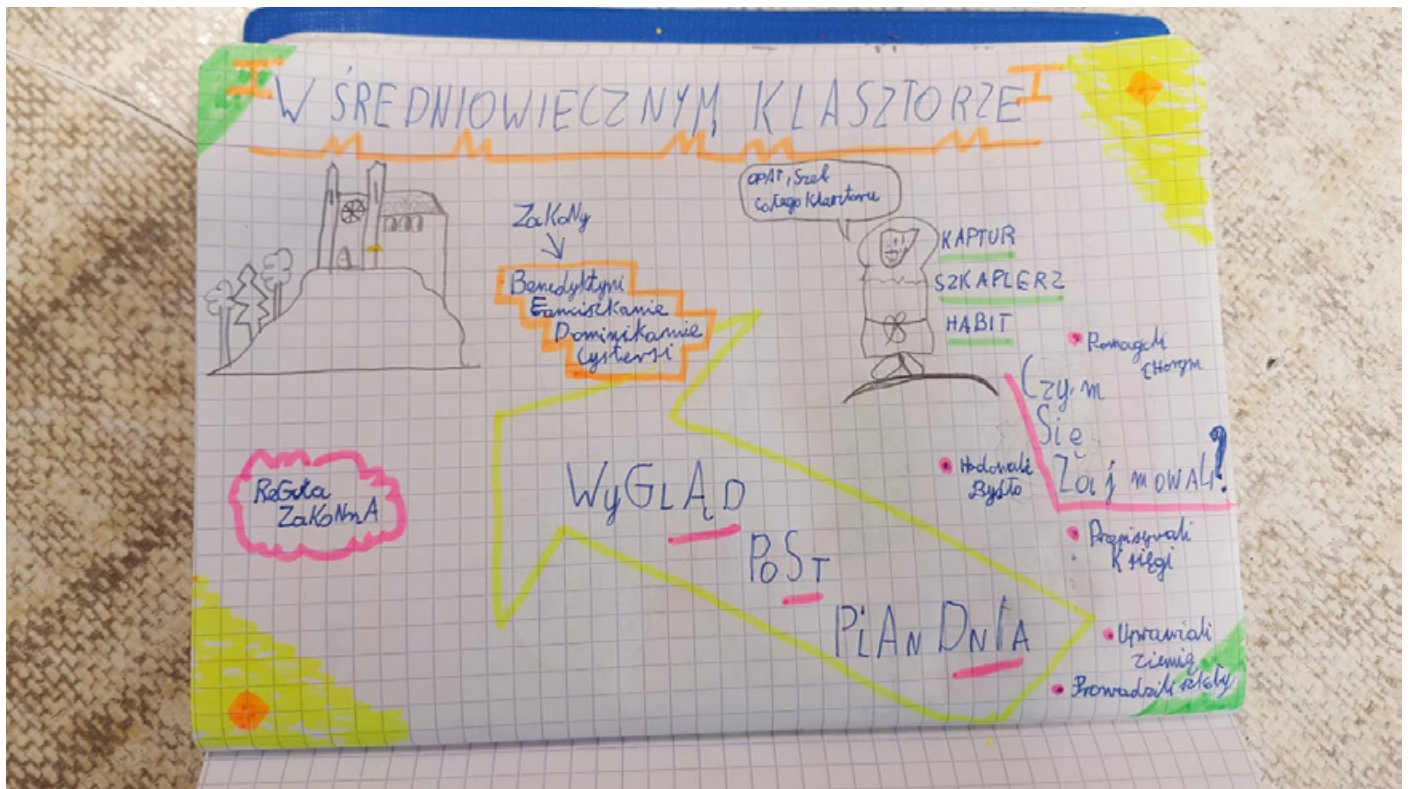 W ŚREDNIOWIECZNYM KLASZTORZE
OPAT, Szef
całego klasztoru
ZaKoNy
Benedyktyni
Franciszkanie
Dominikanie
Cystersi
KAPTUR
SZKAPLERZ
HABIT
Pomagali
CHorym
Czym
Się
Zajmowali?
Hodowali
Bydło
ReGuła
ZaKoNnA
WyGLĄD
PoST
PlAn DnIA
Przepisywali
Księgi
Uprawiali
ziemię
Prowadzili szkoły